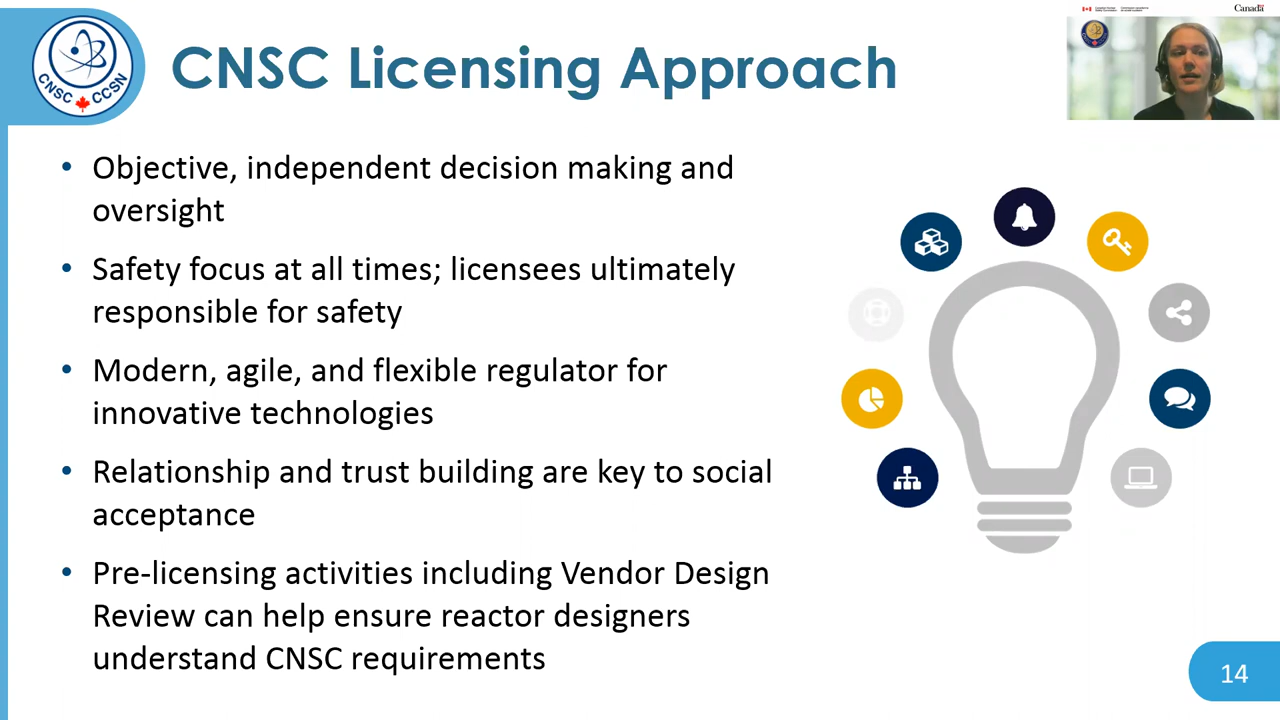 CNSC Licensing Approach
CNSC CCSN
Canada
• Objective, independent decision making and
oversight
• Safety focus at all times; licensees ultimately
responsible for safety
• Modern, agile, and flexible regulator for
innovative technologies
• Relationship and trust building are key to social
acceptance
• Pre-licensing activities including Vendor Design
Review can help ensure reactor designers
understand CNSC requirements
14